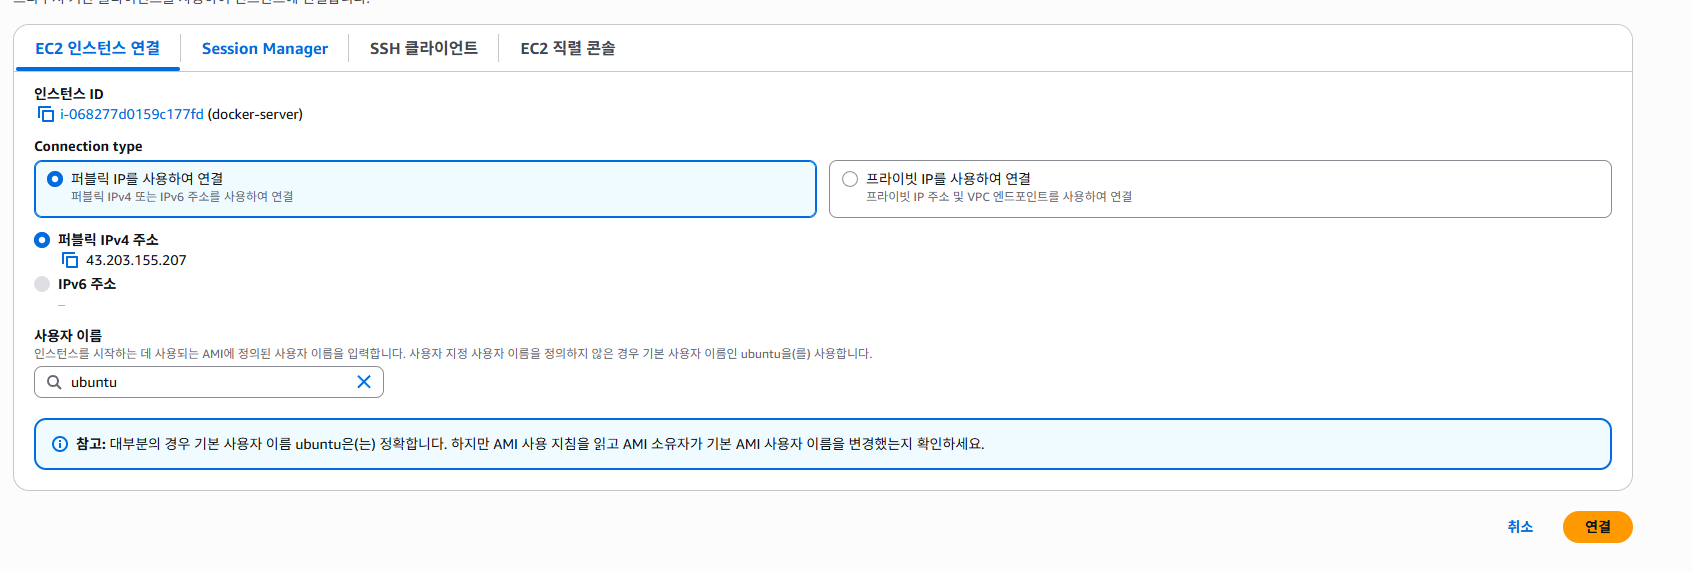 EC2 인스턴스 연결
Session Manager
SSH 클라이언트
EC2 직렬 콘솔
인스턴스 ID
i-068277d0159c177fd (docker-server)
Connection type
퍼블릭 IP를 사용하여 연결
퍼블릭 IPv4 또는 IPv6 주소를 사용하여 연결
프라이빗 IP를 사용하여 연결
프라이빗 IP 주소 및 VPC 엔드포인트를 사용하여 연결
퍼블릭 IPv4 주소
43.203.155.207
IPv6 주소
–
사용자 이름
인스턴스를 시작하는 데 사용되는 AMI에 정의된 사용자 이름을 입력합니다. 사용자 지정 사용자 이름을 정의하지 않은 경우 기본 사용자 이름인 ubuntu을(를) 사용합니다.
ubuntu
참고: 대부분의 경우 기본 사용자 이름 ubuntu은(는) 정확합니다. 하지만 AMI 사용 지침을 읽고 AMI 소유자가 기본 AMI 사용자 이름을 변경했는지 확인하세요.
취소
연결